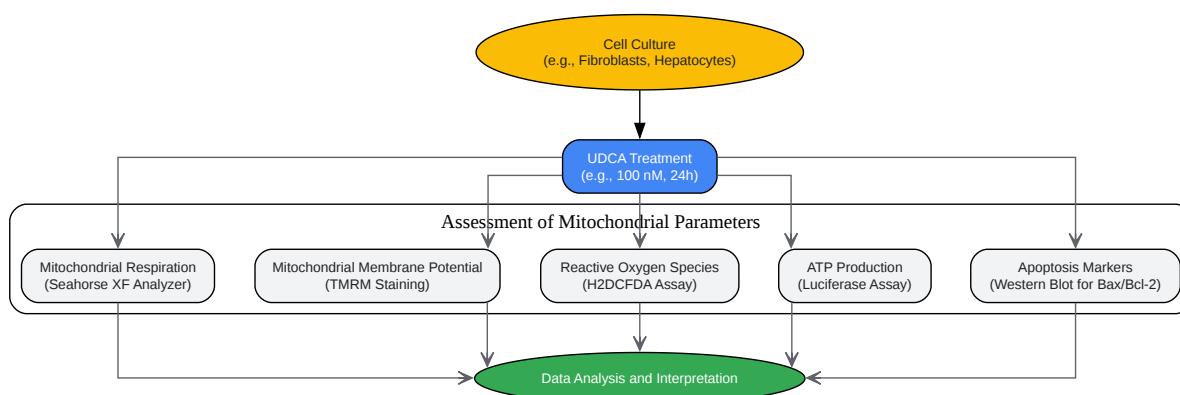 Cell Culture
(e.g., Fibroblasts, Hepatocytes)
UDCA Treatment
(e.g., 100 nM, 24h)
Assessment of Mitochondrial Parameters
Mitochondrial Respiration
(Seahorse XF Analyzer)
Mitochondrial Membrane Potential
(TMRM Staining)
Reactive Oxygen Species
(H2DCFDA Assay)
ATP Production
(Luciferase Assay)
Apoptosis Markers
(Western Blot for Bax/Bcl-2)
Data Analysis and Interpretation